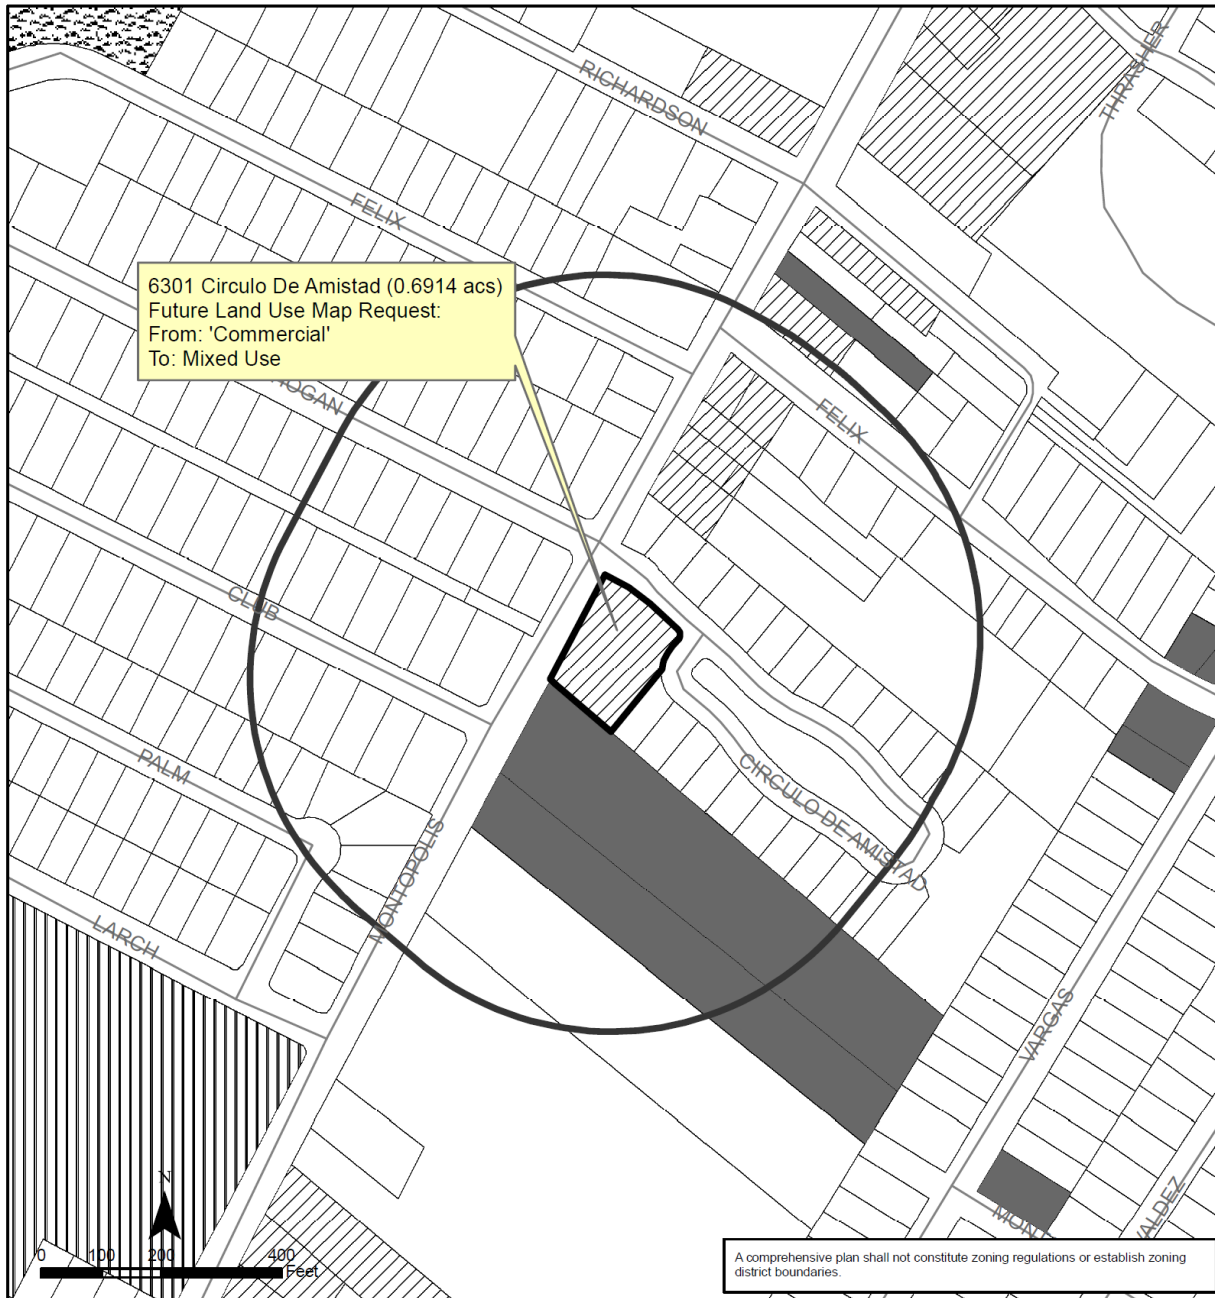 RICHARDSON
THRASHER
FELIX
6301 Circulo De Amistad (0.6914 acs)
Future Land Use Map Request:
From: 'Commercial'
To: Mixed Use
HOGAN
FELIX
CLUB
PALM
CIRCULO DE AMISTAD
MONTOPOLIS
LARCH
VARGAS
N
VALDEZ
MON
0 100 200 400
Feet
A comprehensive plan shall not constitute zoning regulations or establish zoning
district boundaries.